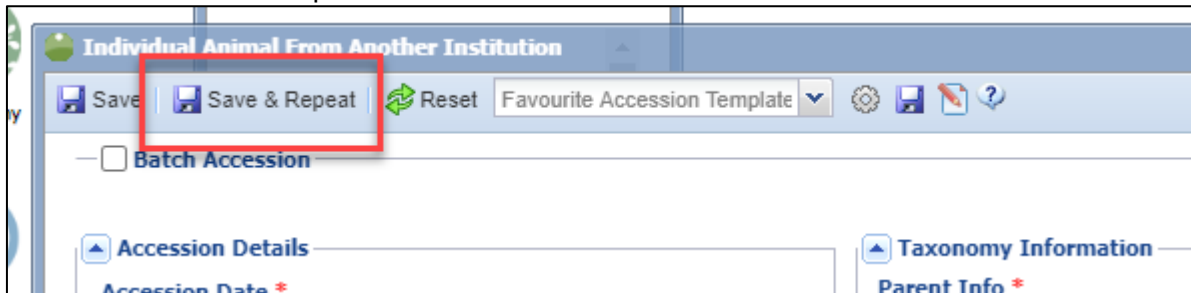 Individual Animal From Another Institution
Save Save & Repeat Reset Favourite Accession Template
Batch Accession
Accession Details Taxonomy Information
Accession Date * Parent Info *